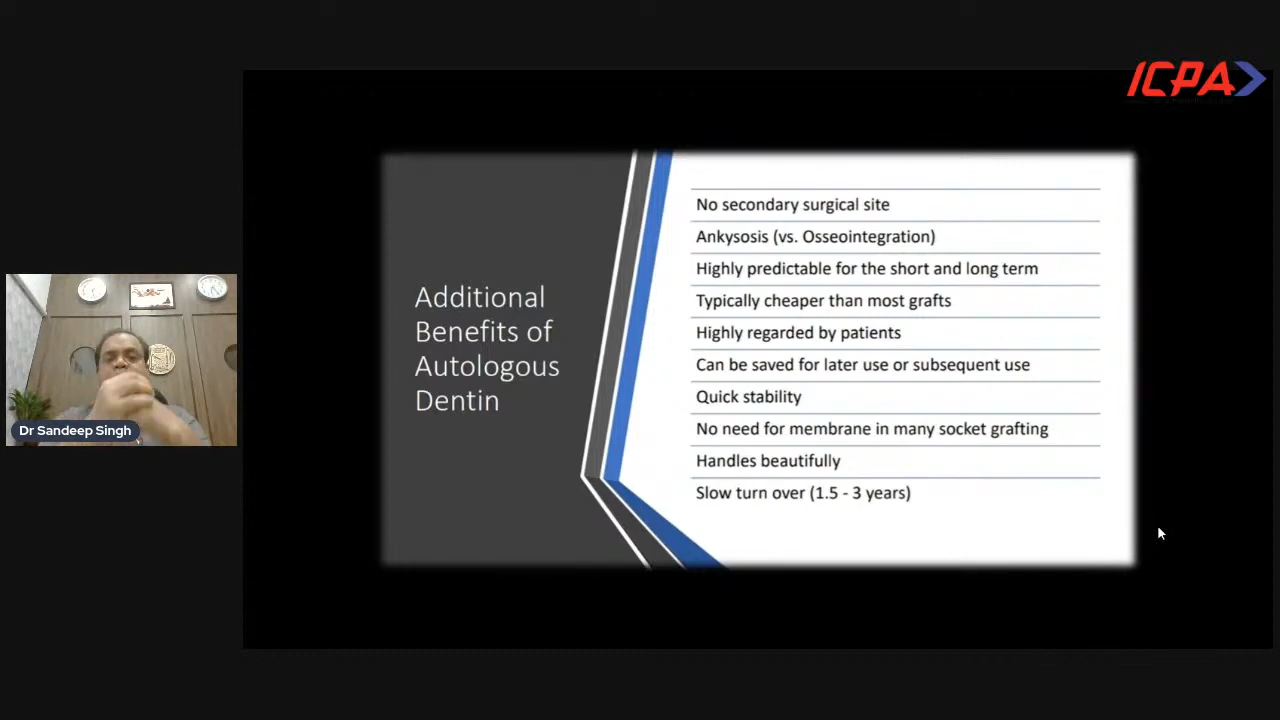 ICPA
Additional
Benefits of
Autologous
Dentin
No secondary surgical site
Ankysosis (vs. Osseointegration)
Highly predictable for the short and long term
Typically cheaper than most grafts
Highly regarded by patients
Can be saved for later use or subsequent use
Quick stability
No need for membrane in many socket grafting
Handles beautifully
Slow turn over (1.5 - 3 years)
Dr Sandeep Singh